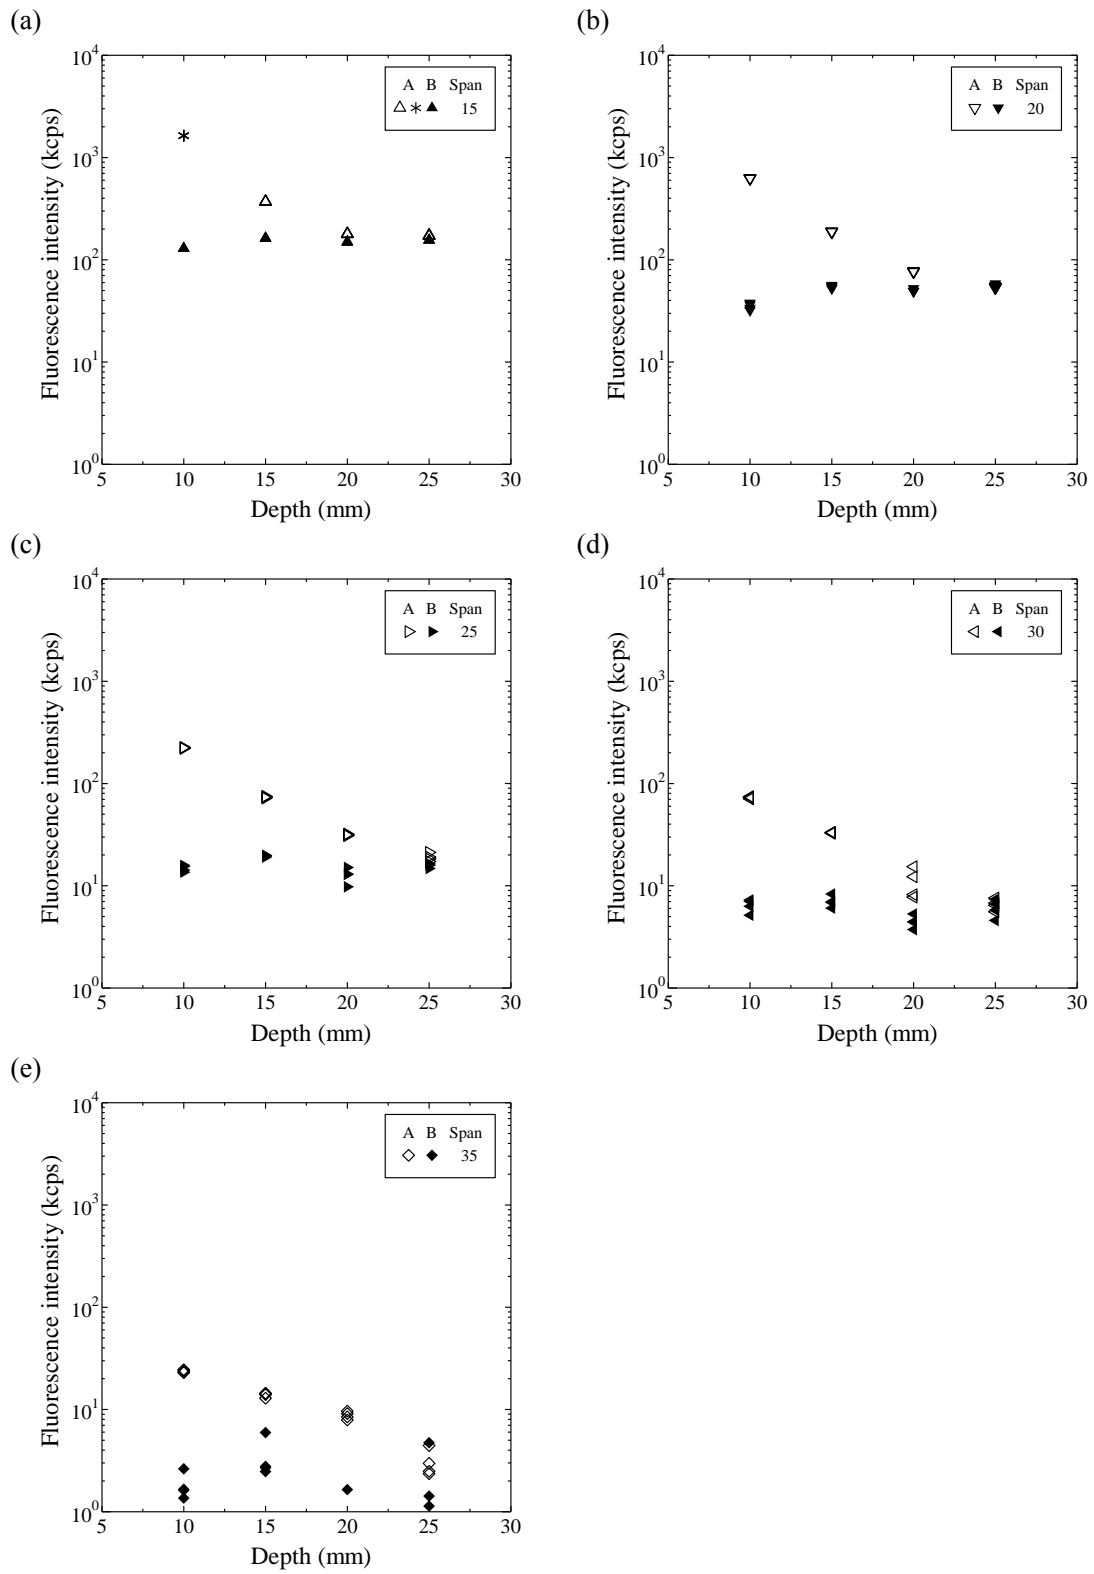 (a)
(b)
10^4
10^3
10^2
10^1
10^0
Fluorescence intensity (kcps)
A B Span
15
5 10 15 20 25 30
Depth (mm)
10^4
10^3
10^2
10^1
10^0
Fluorescence intensity (kcps)
A B Span
20
5 10 15 20 25 30
Depth (mm)
(c)
(d)
10^4
10^3
10^2
10^1
10^0
Fluorescence intensity (kcps)
A B Span
25
5 10 15 20 25 30
Depth (mm)
10^4
10^3
10^2
10^1
10^0
Fluorescence intensity (kcps)
A B Span
30
5 10 15 20 25 30
Depth (mm)
(e)
10^4
10^3
10^2
10^1
10^0
Fluorescence intensity (kcps)
A B Span
35
5 10 15 20 25 30
Depth (mm)